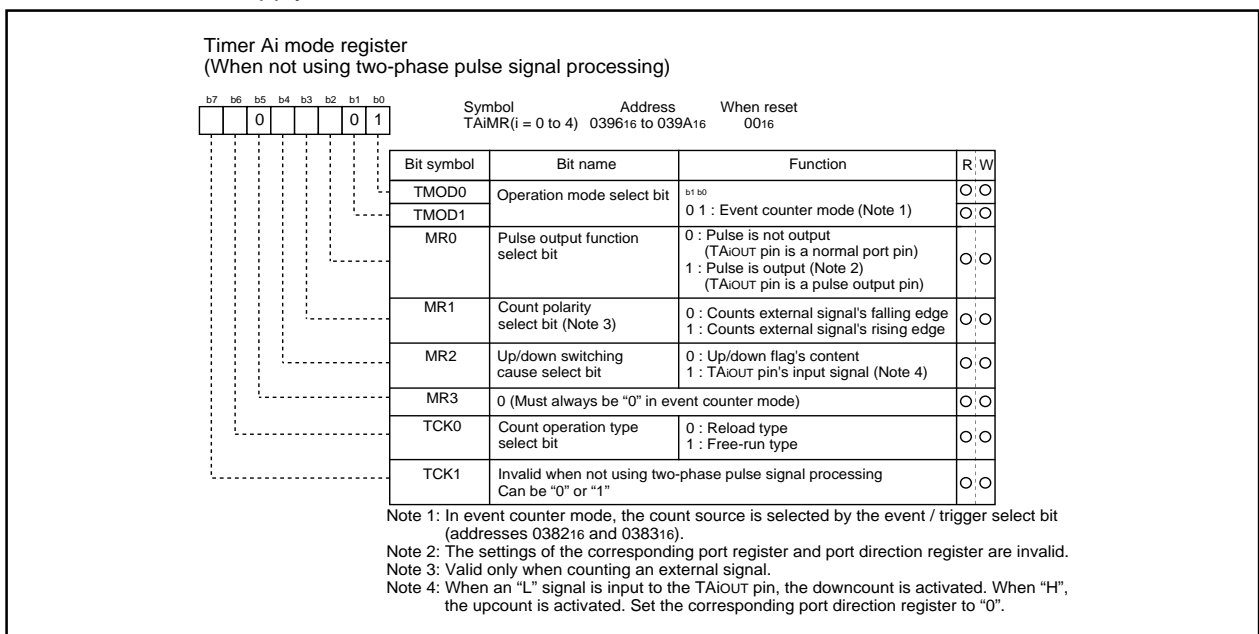 Timer Ai mode register
(When not using two-phase pulse signal processing)
b7 b6 b5 b4 b3 b2 b1 b0
0 0 1
Symbol Address When reset
TAiMR(i = 0 to 4) 039616 to 039A16 0016
Bit symbol Bit name Function R W
TMOD0 Operation mode select bit b1 b0
TMOD1 0 1 : Event counter mode (Note 1)
MR0 Pulse output function select bit 0 : Pulse is not output
(TAiOUT pin is a normal port pin)
1 : Pulse is output (Note 2)
(TAiOUT pin is a pulse output pin)
MR1 Count polarity select bit (Note 3) 0 : Counts external signal's falling edge
1 : Counts external signal's rising edge
MR2 Up/down switching cause select bit 0 : Up/down flag's content
1 : TAiOUT pin's input signal (Note 4)
MR3 0 (Must always be “0” in event counter mode)
TCK0 Count operation type select bit 0 : Reload type
1 : Free-run type
TCK1 Invalid when not using two-phase pulse signal processing
Can be “0” or “1”
Note 1: In event counter mode, the count source is selected by the event / trigger select bit
(addresses 038216 and 038316).
Note 2: The settings of the corresponding port register and port direction register are invalid.
Note 3: Valid only when counting an external signal.
Note 4: When an “L” signal is input to the TAiOUT pin, the downcount is activated. When “H”,
the upcount is activated. Set the corresponding port direction register to “0”.